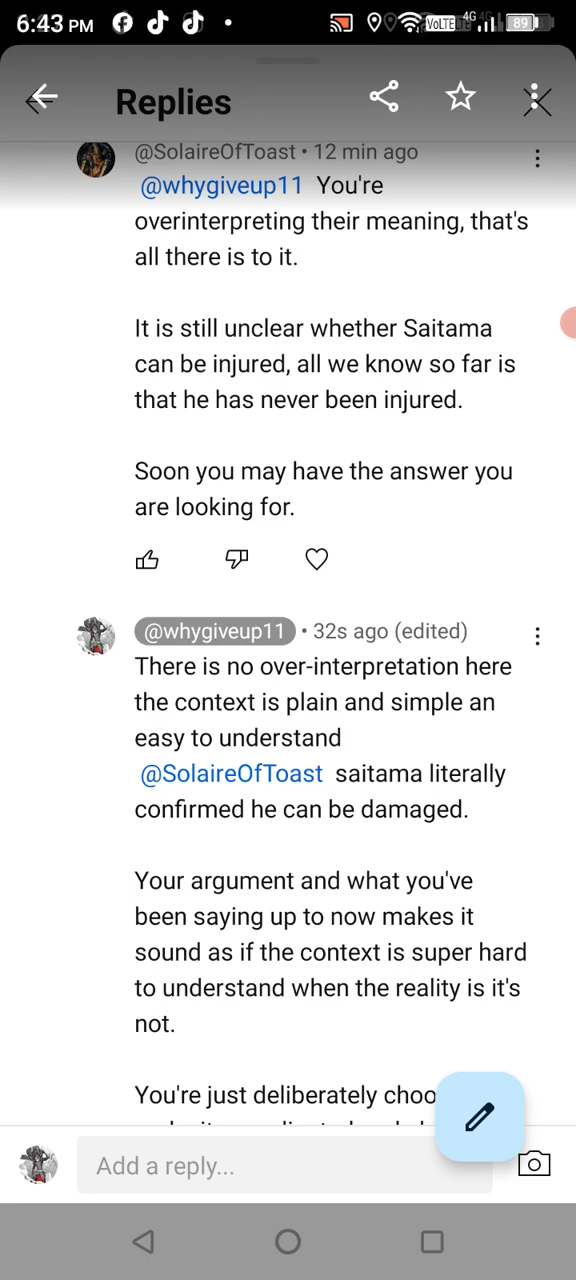 6:43 PM
VoLTE 4G 4G 89
Replies
@SolaireOfToast • 12 min ago
@whygiveup11 You're
overinterpreting their meaning, that's
all there is to it.
It is still unclear whether Saitama
can be injured, all we know so far is
that he has never been injured.
Soon you may have the answer you
are looking for.
@whygiveup11 • 32s ago (edited)
There is no over-interpretation here
the context is plain and simple an
easy to understand
@SolaireOfToast saitama literally
confirmed he can be damaged.
Your argument and what you've
been saying up to now makes it
sound as if the context is super hard
to understand when the reality is it's
not.
You're just deliberately choo
Add a reply...